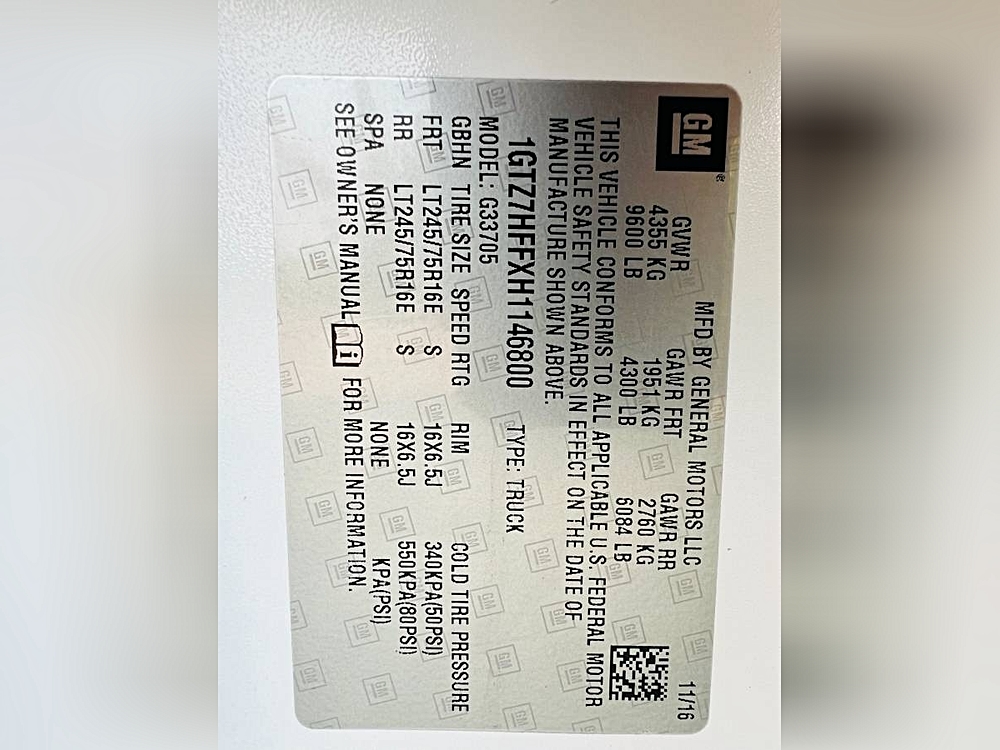 GM
MFD BY GENERAL MOTORS LLC 11/16
GVWR GAWR FRT GAWR RR
4355 KG 1951 KG 2760 KG
9600 LB 4300 LB 6084 LB
THIS VEHICLE CONFORMS TO ALL APPLICABLE U.S. FEDERAL MOTOR
VEHICLE SAFETY STANDARDS IN EFFECT ON THE DATE OF
MANUFACTURE SHOWN ABOVE.
1GTZ7HFFXH1146800 TYPE: TRUCK
MODEL: G33705
GBHN TIRE SIZE SPEED RTG RIM COLD TIRE PRESSURE
FRT LT245/75R16E S 16X6.5J 340KPA(50PSI)
RR LT245/75R16E S 16X6.5J 550KPA(80PSI)
SPA NONE NONE KPA(PSI)
SEE OWNER'S MANUAL FOR MORE INFORMATION.